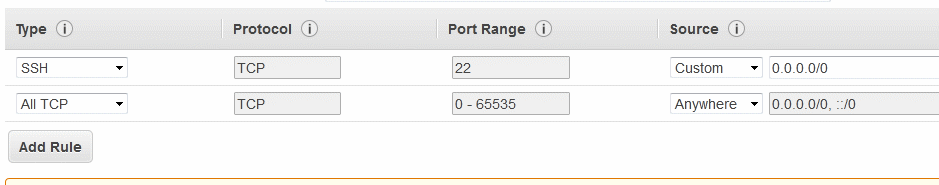 Type i Protocol i Port Range i Source i
SSH TCP 22 Custom 0.0.0.0/0
All TCP TCP 0 - 65535 Anywhere 0.0.0.0/0, ::/0
Add Rule